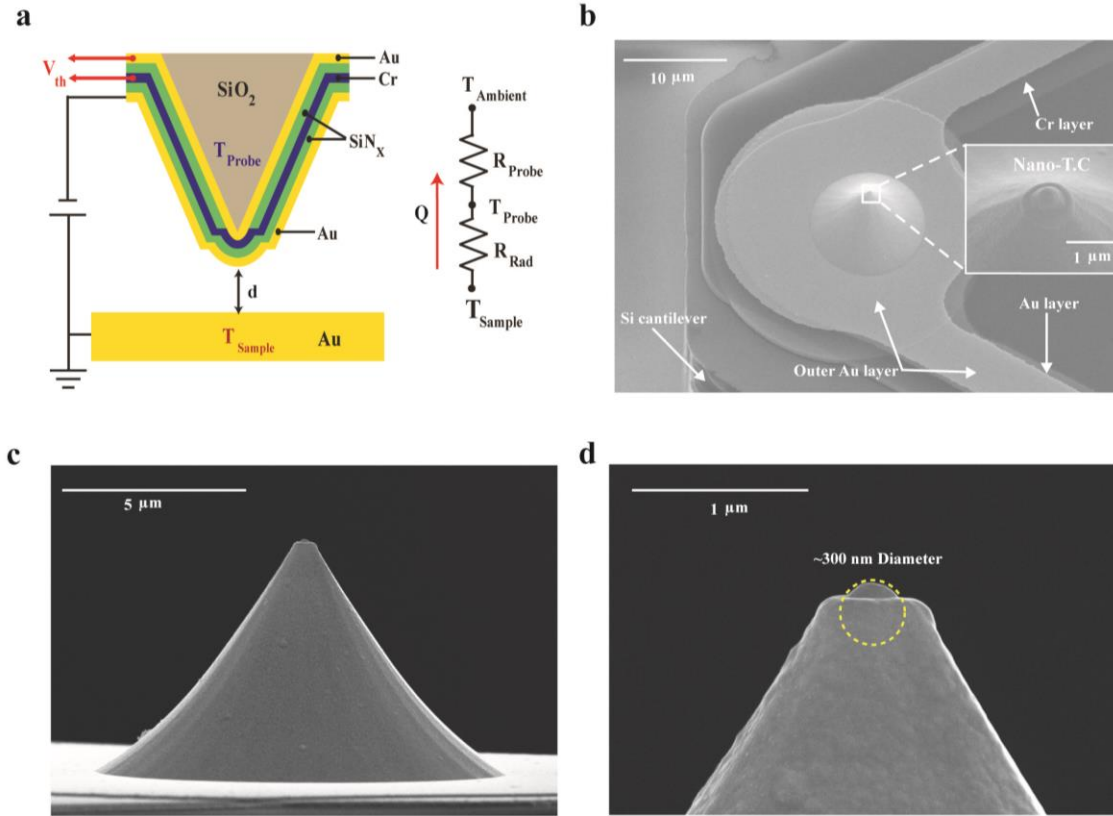 a
V th
SiO2
T Probe
Au
Cr
SiNX
Au
d
T Sample
Au
T Ambient
R Probe
Q
T Probe
R Rad
T Sample
b
10 μm
Cr layer
Nano-T.C
1 μm
Si cantilever
Au layer
Outer Au layer
c
5 μm
d
1 μm
~300 nm Diameter